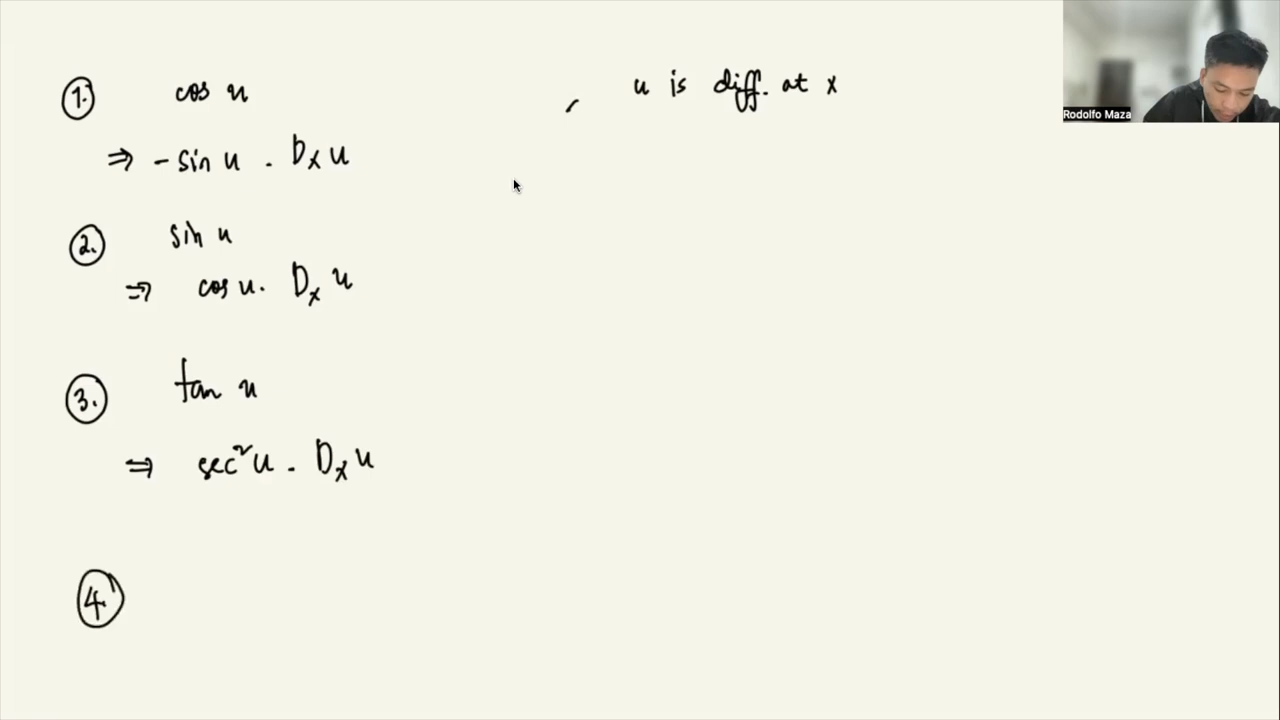 1. cos u
u is diff. at x
⇒ -sin u . Dₓ u
2. sin u
⇒ cos u . Dₓ u
3. tan u
⇒ sec²u . Dₓ u
4
Rodolfo Maza